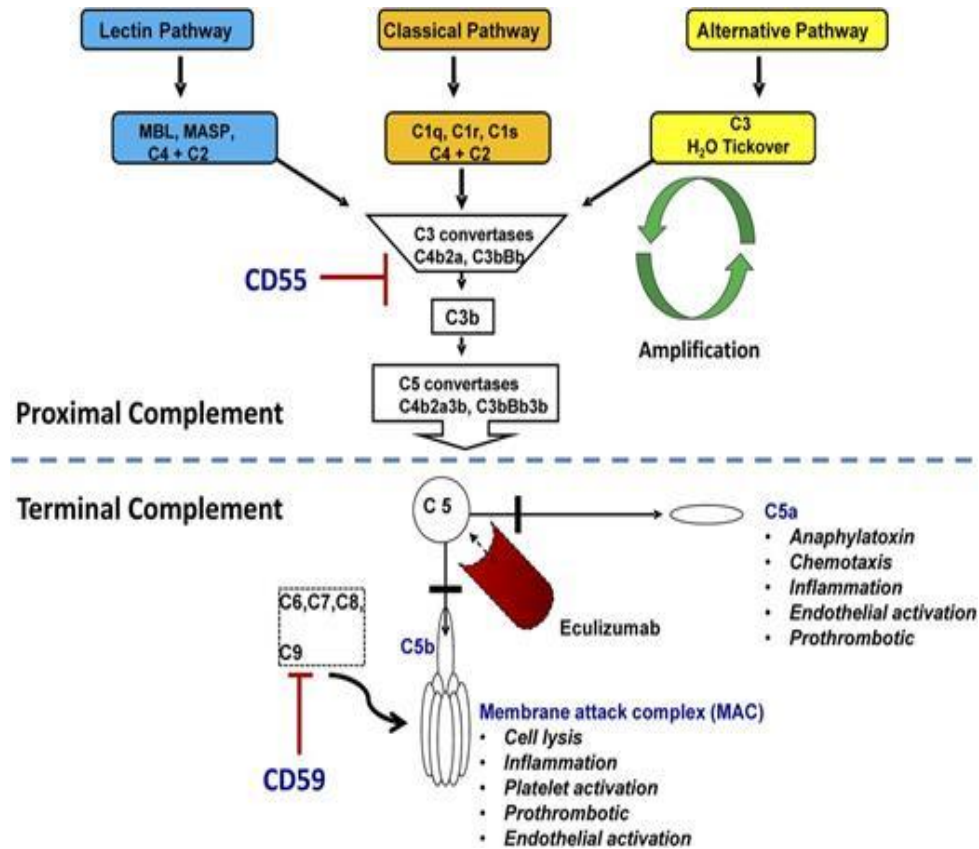 Lectin Pathway
Classical Pathway
Alternative Pathway
MBL, MASP,
C4 + C2
C1q, C1r, C1s
C4 + C2
C3
H₂O Tickover
C3 convertases
C4b2a, C3bBb
CD55
C3b
Amplification
C5 convertases
C4b2a3b, C3bBb3b
Proximal Complement
Terminal Complement
C 5
C5a
• Anaphylatoxin
• Chemotaxis
• Inflammation
• Endothelial activation
• Prothrombotic
Eculizumab
C6,C7,C8,
C9
C5b
CD59
Membrane attack complex (MAC)
• Cell lysis
• Inflammation
• Platelet activation
• Prothrombotic
• Endothelial activation